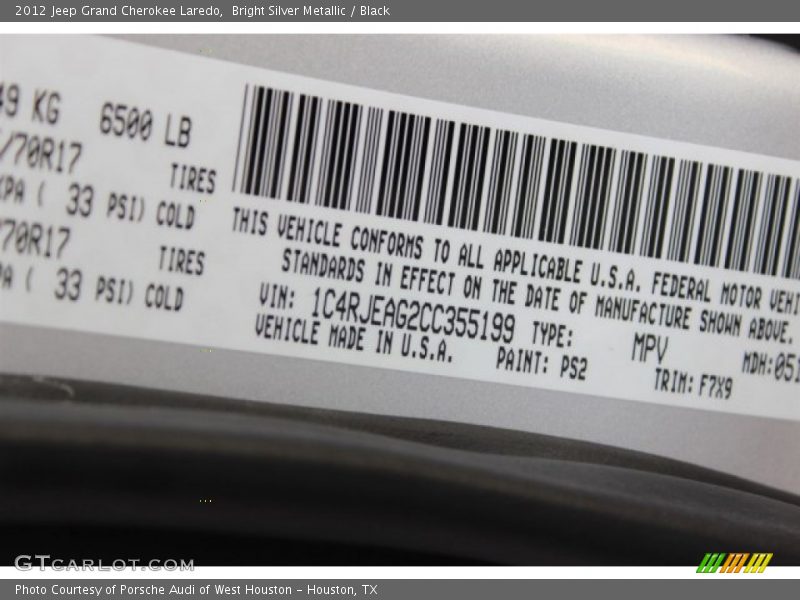 2012 Jeep Grand Cherokee Laredo, Bright Silver Metallic / Black
49 KG 6500 LB
/70R17
TIRES
KPA ( 33 PSI) COLD
/70R17
TIRES
PA ( 33 PSI) COLD
THIS VEHICLE CONFORMS TO ALL APPLICABLE U.S.A. FEDERAL MOTOR VEHI
STANDARDS IN EFFECT ON THE DATE OF MANUFACTURE SHOWN ABOVE.
VIN: 1C4RJEAG2CC355199 TYPE: MPV MDH:051
VEHICLE MADE IN U.S.A. PAINT: PS2 TRIM: F7X9
GTCARLOT.COM
Photo Courtesy of Porsche Audi of West Houston - Houston, TX